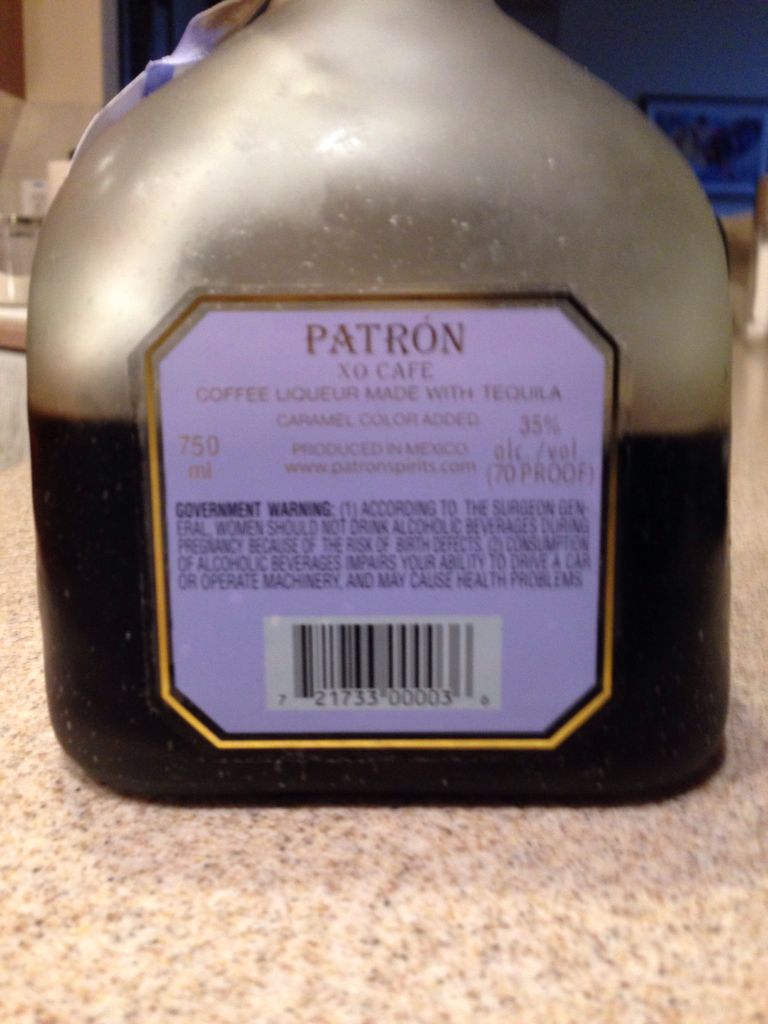 PATRÓN
XO CAFE
COFFEE LIQUEUR MADE WITH TEQUILA
CARAMEL COLOR ADDED
750
ml
PRODUCED IN MEXICO
www.patronspirits.com
35%
alc./vol.
(70 PROOF)
GOVERNMENT WARNING: (1) ACCORDING TO THE SURGEON GEN-
ERAL, WOMEN SHOULD NOT DRINK ALCOHOLIC BEVERAGES DURING
PREGNANCY BECAUSE OF THE RISK OF BIRTH DEFECTS. (2) CONSUMPTION
OF ALCOHOLIC BEVERAGES IMPAIRS YOUR ABILITY TO DRIVE A CAR
OR OPERATE MACHINERY, AND MAY CAUSE HEALTH PROBLEMS
7 21733 00003 6